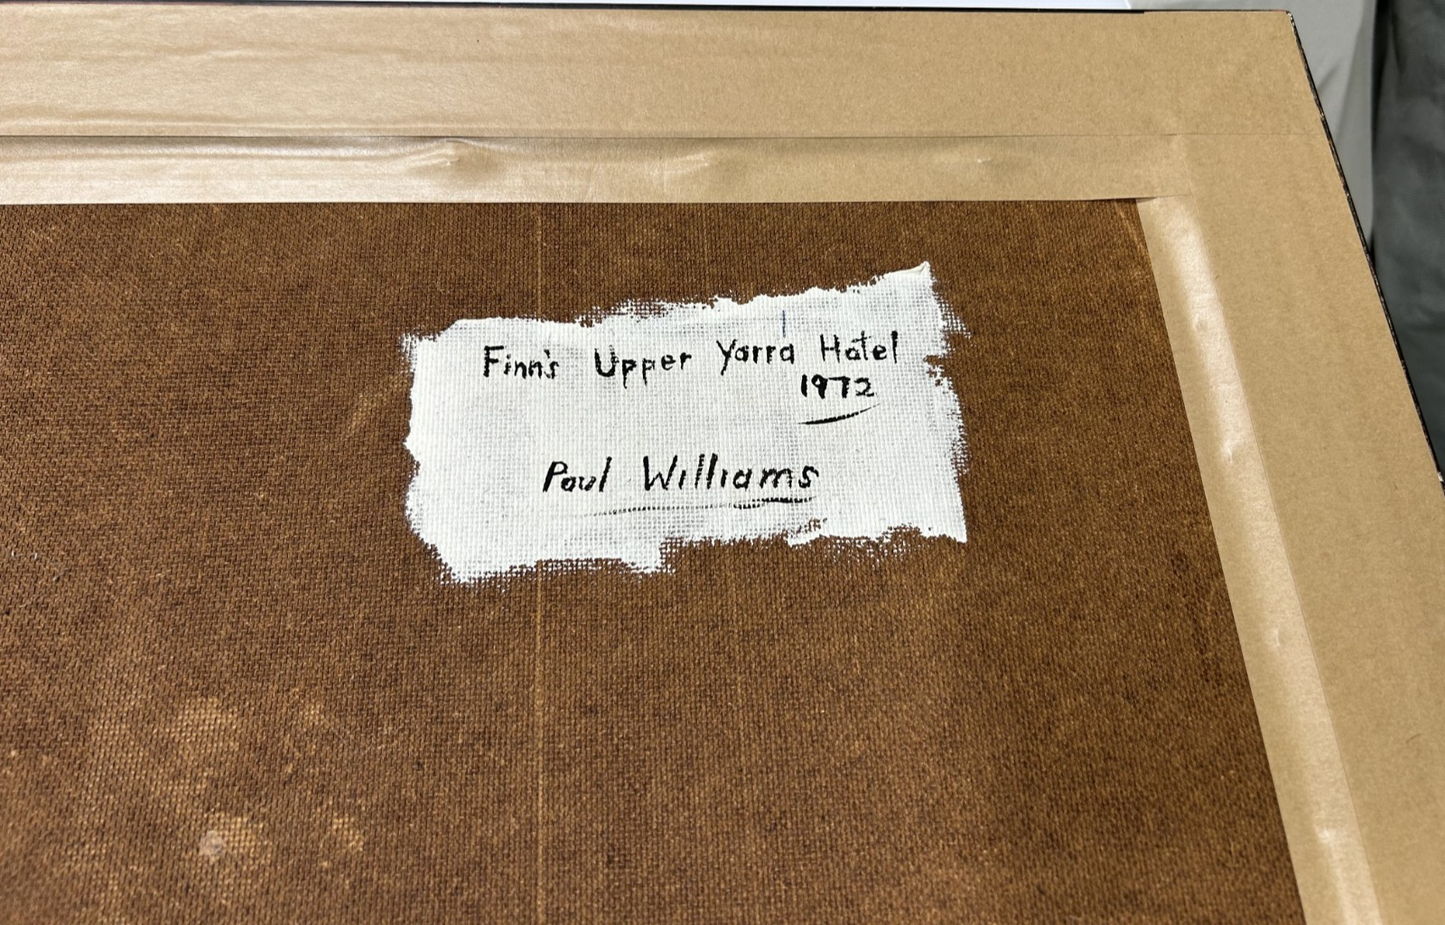 Finn's Upper Yarra Hotel
1972
Paul Williams